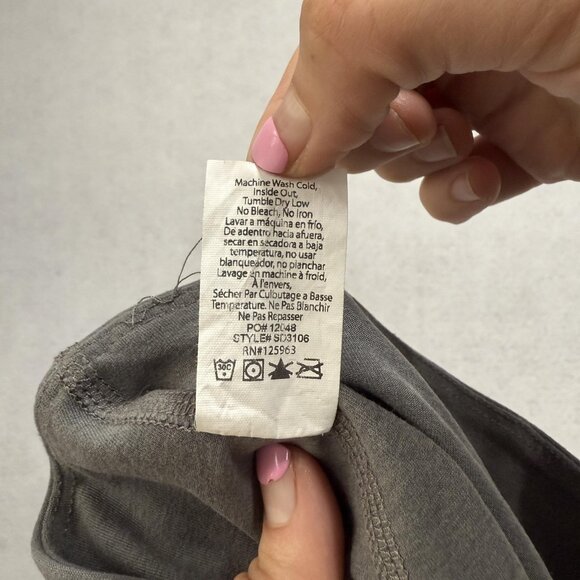 Machine Wash Cold,
Inside Out,
Tumble Dry Low
No Bleach, No Iron
Lavar a máquina en frío,
De adentro hacia afuera,
secar en secadora a baja
temperatura, no usar
blanqueador, no planchar
Lavage en machine à froid,
À l'envers,
Sécher Par Culbutage a Basse
Temperature. Ne Pas Blanchir
Ne Pas Repasser
PO# 12048
STYLE# SD3106
RN#125963
30C